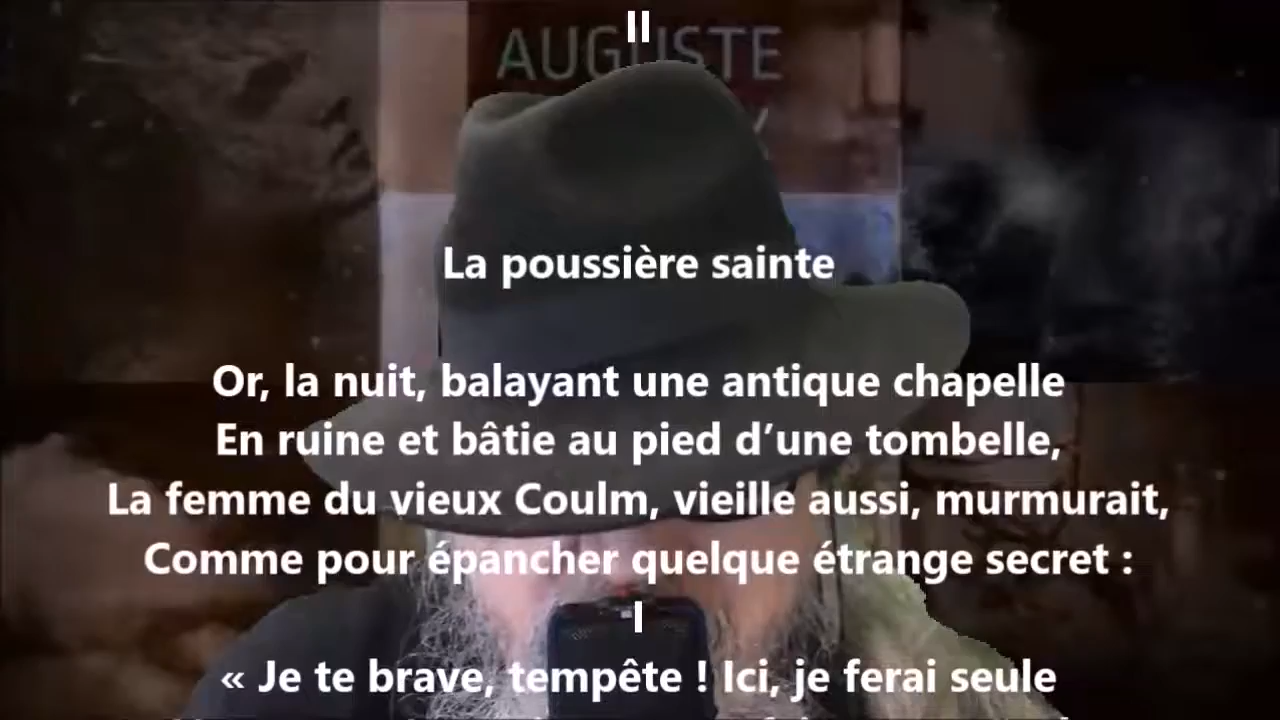 II
AUGUSTE
La poussière sainte
Or, la nuit, balayant une antique chapelle
En ruine et bâtie au pied d’une tombelle,
La femme du vieux Coulm, vieille aussi, murmurait,
Comme pour épancher quelque étrange secret :
I
« Je te brave, tempête ! Ici, je ferai seule